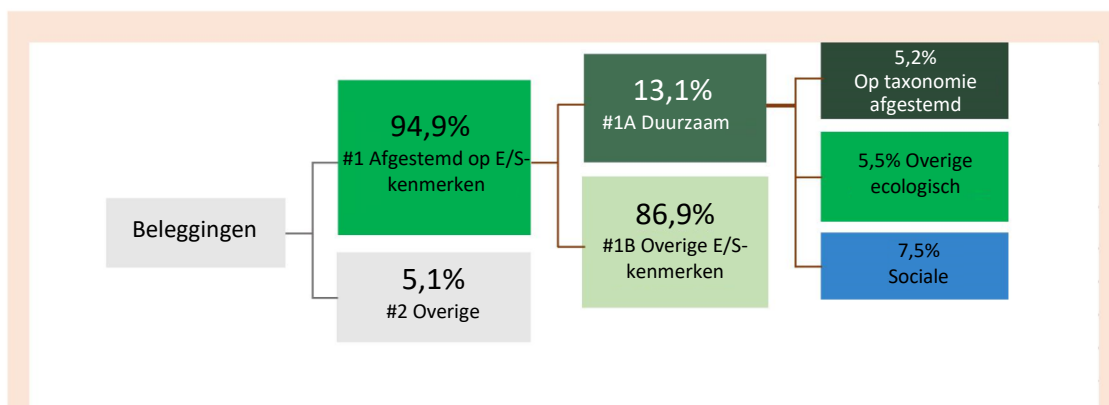 Beleggingen
94,9%
#1 Afgestemd op E/S-
kenmerken
5,1%
#2 Overige
13,1%
#1A Duurzaam
86,9%
#1B Overige E/S-
kenmerken
5,2%
Op taxonomie
afgestemd
5,5% Overige
ecologisch
7,5%
Sociale